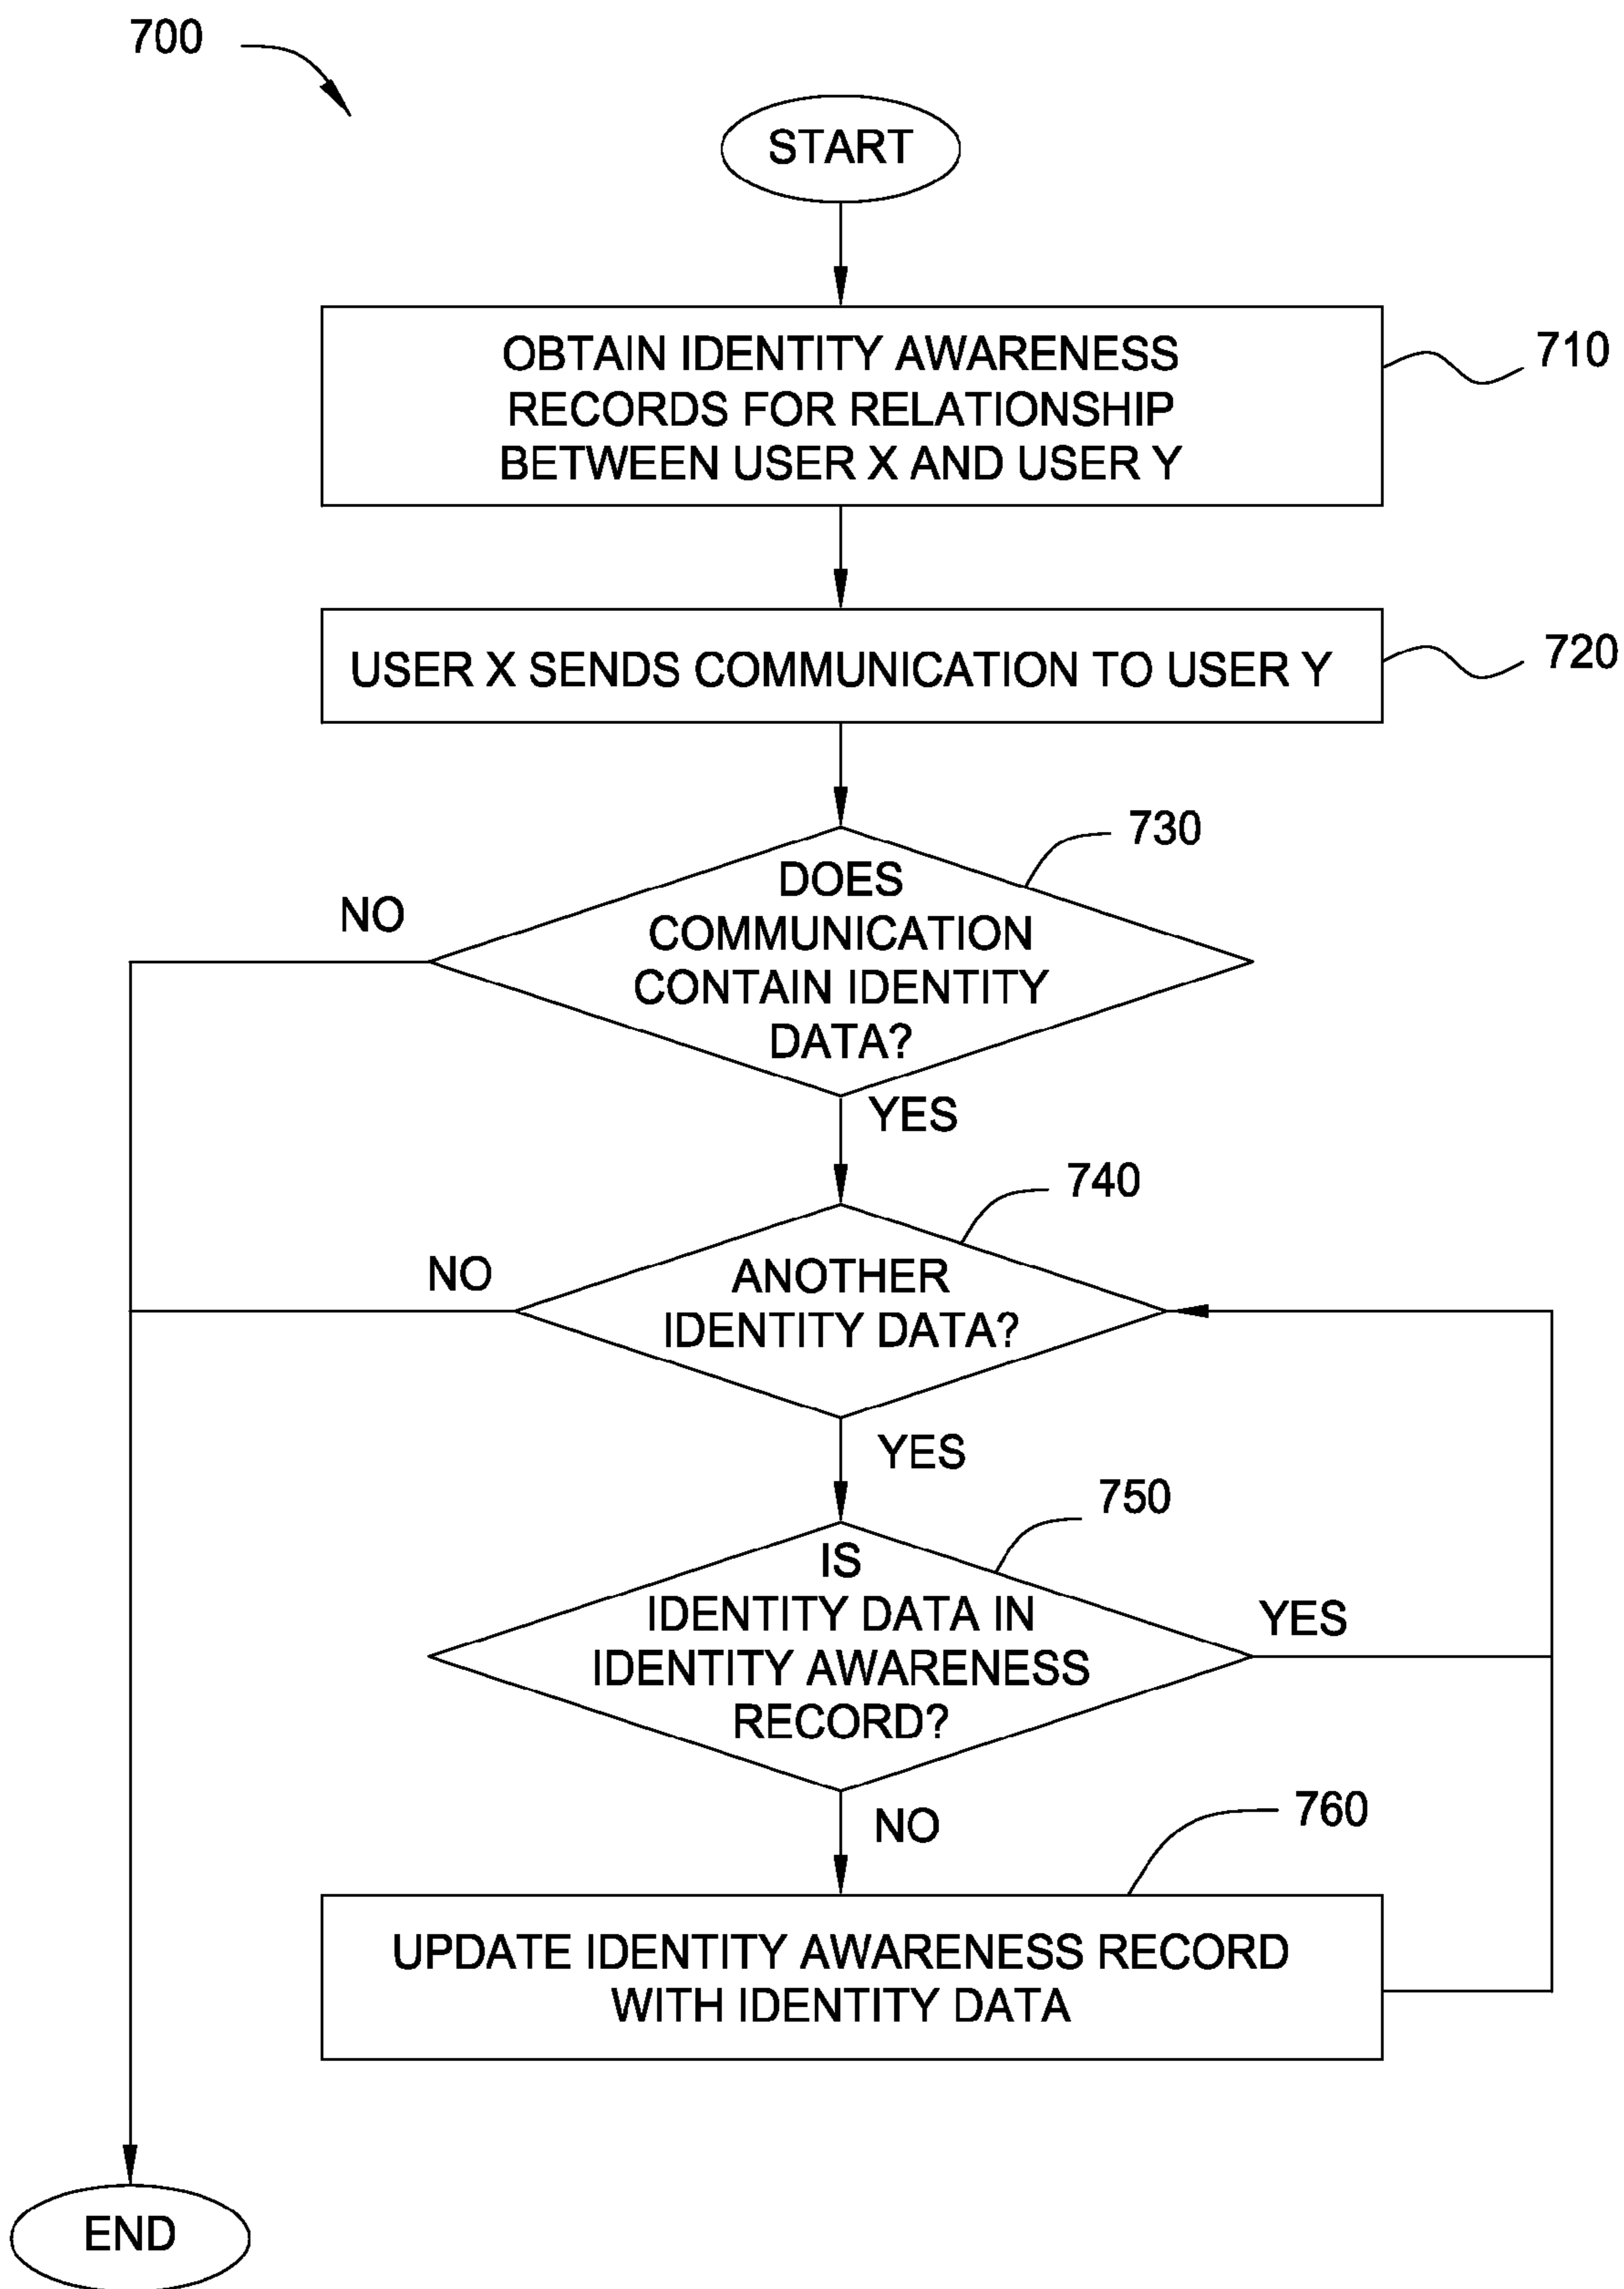 700
START
OBTAIN IDENTITY AWARENESS
RECORDS FOR RELATIONSHIP
BETWEEN USER X AND USER Y
710
USER X SENDS COMMUNICATION TO USER Y
720
730
DOES
COMMUNICATION
CONTAIN IDENTITY
DATA?
NO
YES
740
ANOTHER
IDENTITY DATA?
NO
YES
750
IS
IDENTITY DATA IN
IDENTITY AWARENESS
RECORD?
YES
NO
760
UPDATE IDENTITY AWARENESS RECORD
WITH IDENTITY DATA
END